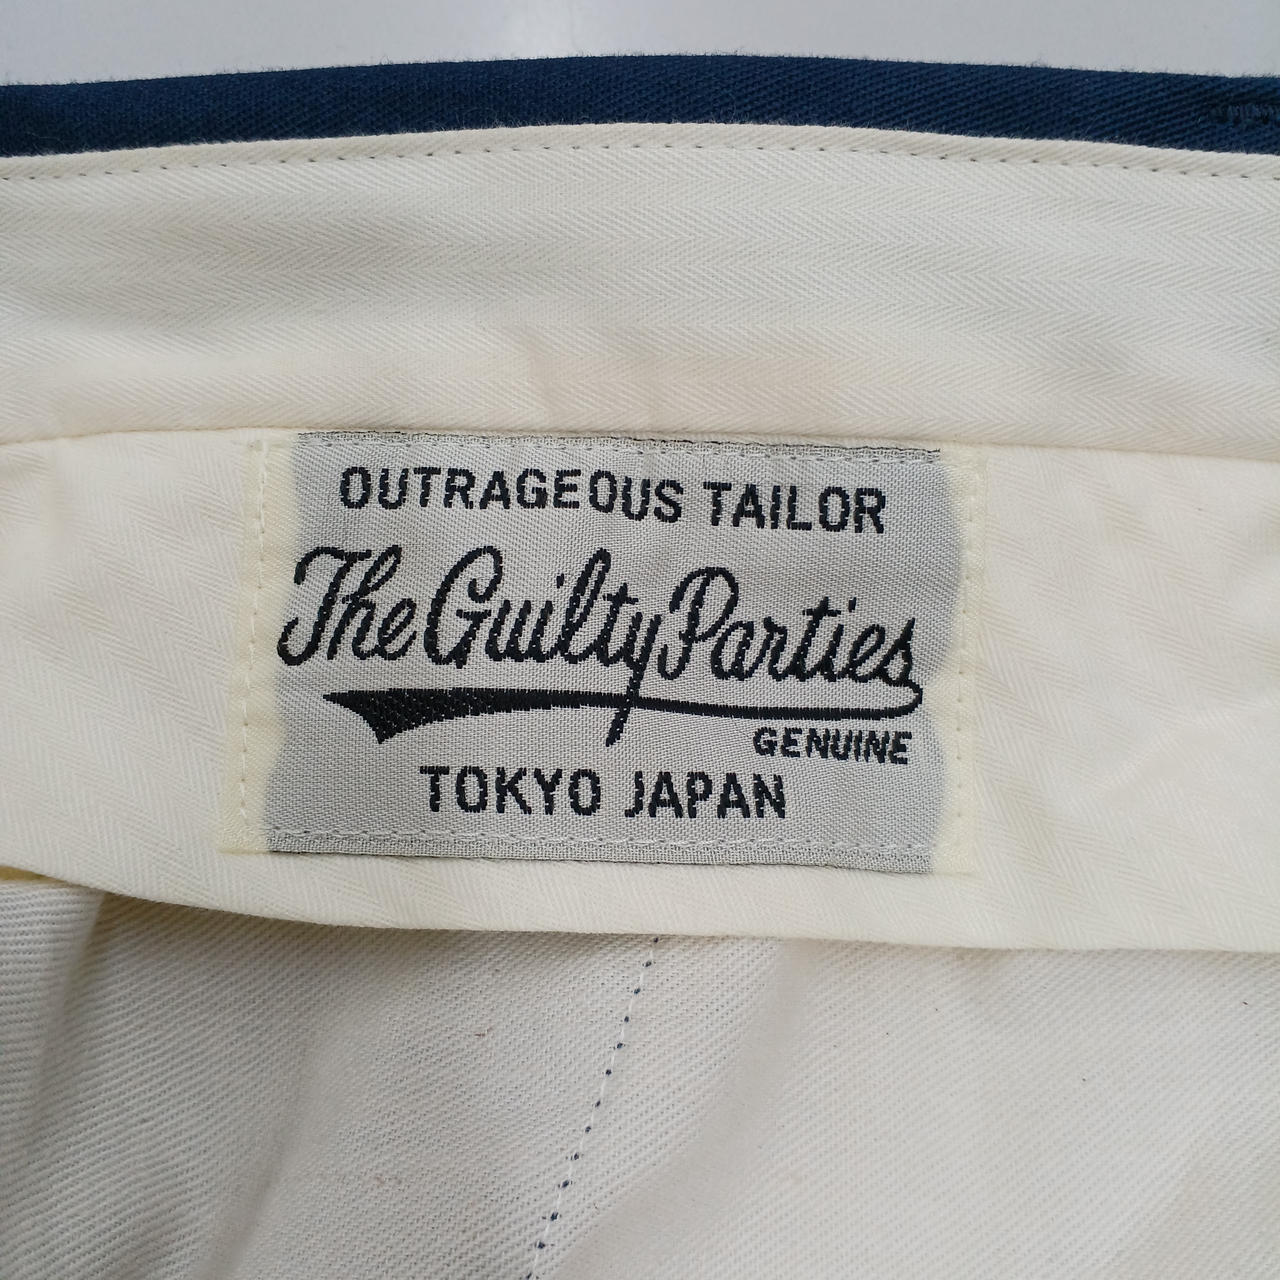 OUTRAGEOUS TAILOR
The Guilty Parties
GENUINE
TOKYO JAPAN